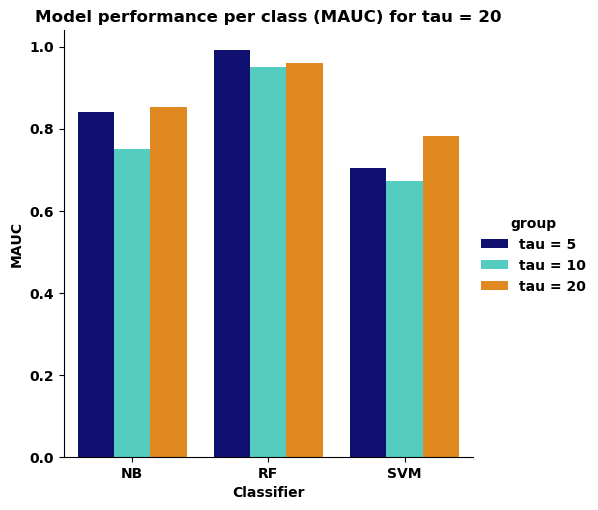 Model performance per class (MAUC) for tau = 20
1.0
0.8
0.6
0.4
0.2
0.0
MAUC
NB
RF
SVM
Classifier
group
tau = 5
tau = 10
tau = 20